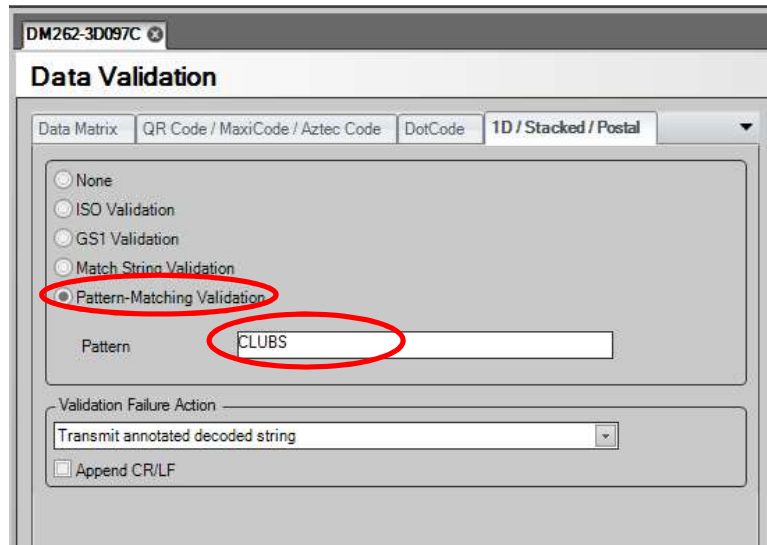 DM262-3D097C
Data Validation
Data Matrix QR Code / MaxiCode / Aztec Code DotCode 1D / Stacked / Postal
None
ISO Validation
GS1 Validation
Match String Validation
Pattern-Matching Validation
Pattern CLUBS
Validation Failure Action
Transmit annotated decoded string
Append CR/LF